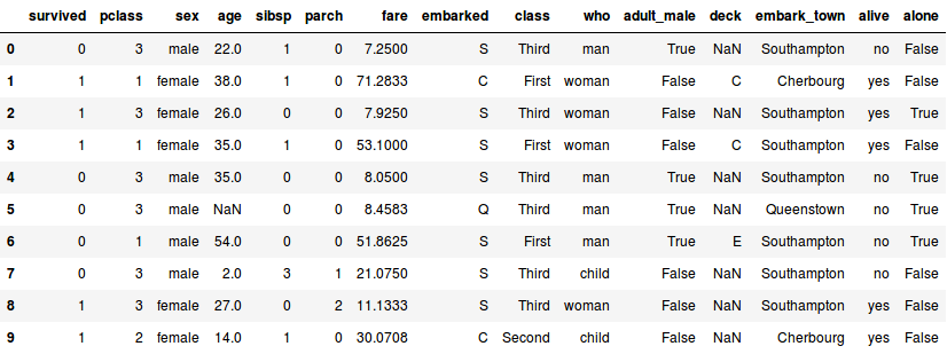 survived pclass sex age sibsp parch fare embarked class who adult_male deck embark_town alive alone
0 0 3 male 22.0 1 0 7.2500 S Third man True NaN Southampton no False
1 1 1 female 38.0 1 0 71.2833 C First woman False C Cherbourg yes False
2 1 3 female 26.0 0 0 7.9250 S Third woman False NaN Southampton yes True
3 1 1 female 35.0 1 0 53.1000 S First woman False C Southampton yes False
4 0 3 male 35.0 0 0 8.0500 S Third man True NaN Southampton no True
5 0 3 male NaN 0 0 8.4583 Q Third man True NaN Queenstown no True
6 0 1 male 54.0 0 0 51.8625 S First man True E Southampton no True
7 0 3 male 2.0 3 1 21.0750 S Third child False NaN Southampton no False
8 1 3 female 27.0 0 2 11.1333 S Third woman False NaN Southampton yes False
9 1 2 female 14.0 1 0 30.0708 C Second child False NaN Cherbourg yes False